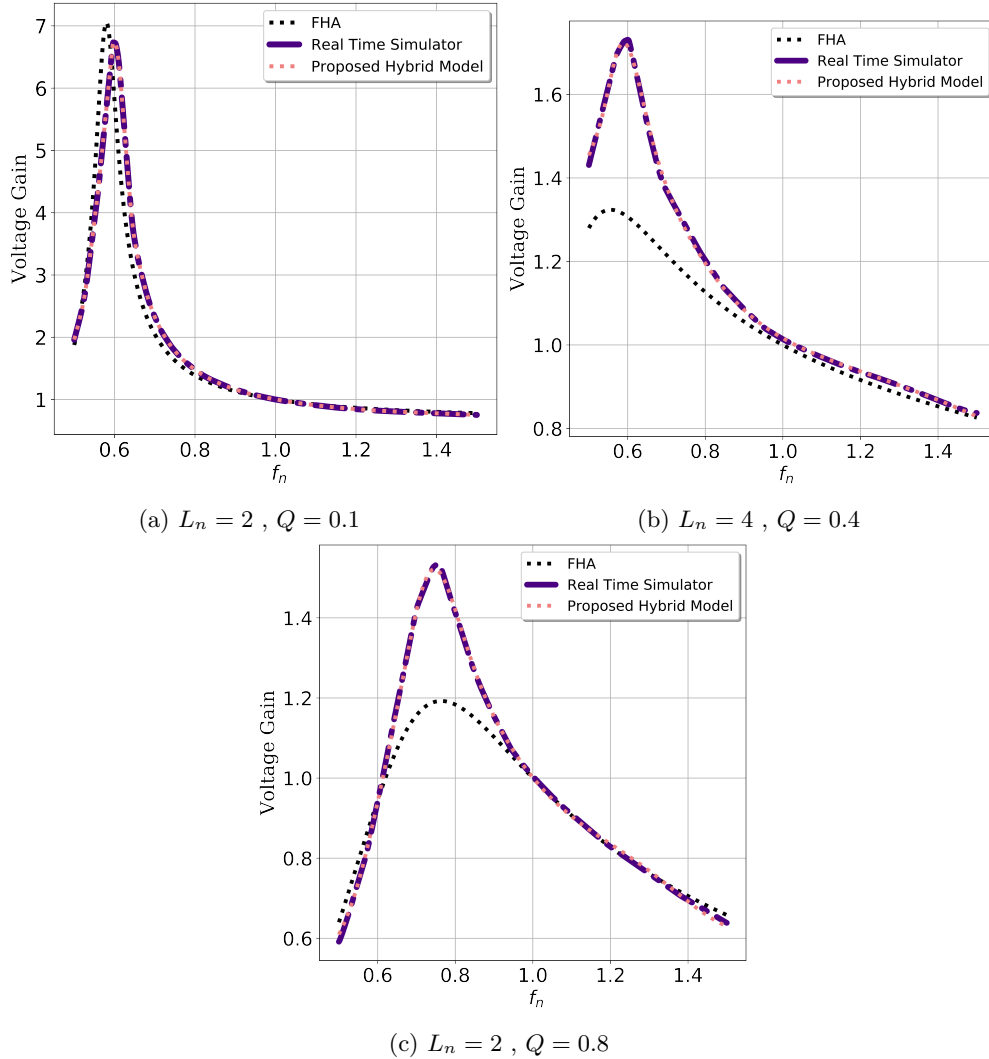 7
6
5
4
3
2
1
Voltage Gain
FHA
Real Time Simulator
Proposed Hybrid Model
0.6 0.8 1.0 1.2 1.4
f_n
(a) L_n = 2 , Q = 0.1
1.6
1.4
1.2
1.0
0.8
Voltage Gain
FHA
Real Time Simulator
Proposed Hybrid Model
0.6 0.8 1.0 1.2 1.4
f_n
(b) L_n = 4 , Q = 0.4
1.4
1.2
1.0
0.8
0.6
Voltage Gain
FHA
Real Time Simulator
Proposed Hybrid Model
0.6 0.8 1.0 1.2 1.4
f_n
(c) L_n = 2 , Q = 0.8